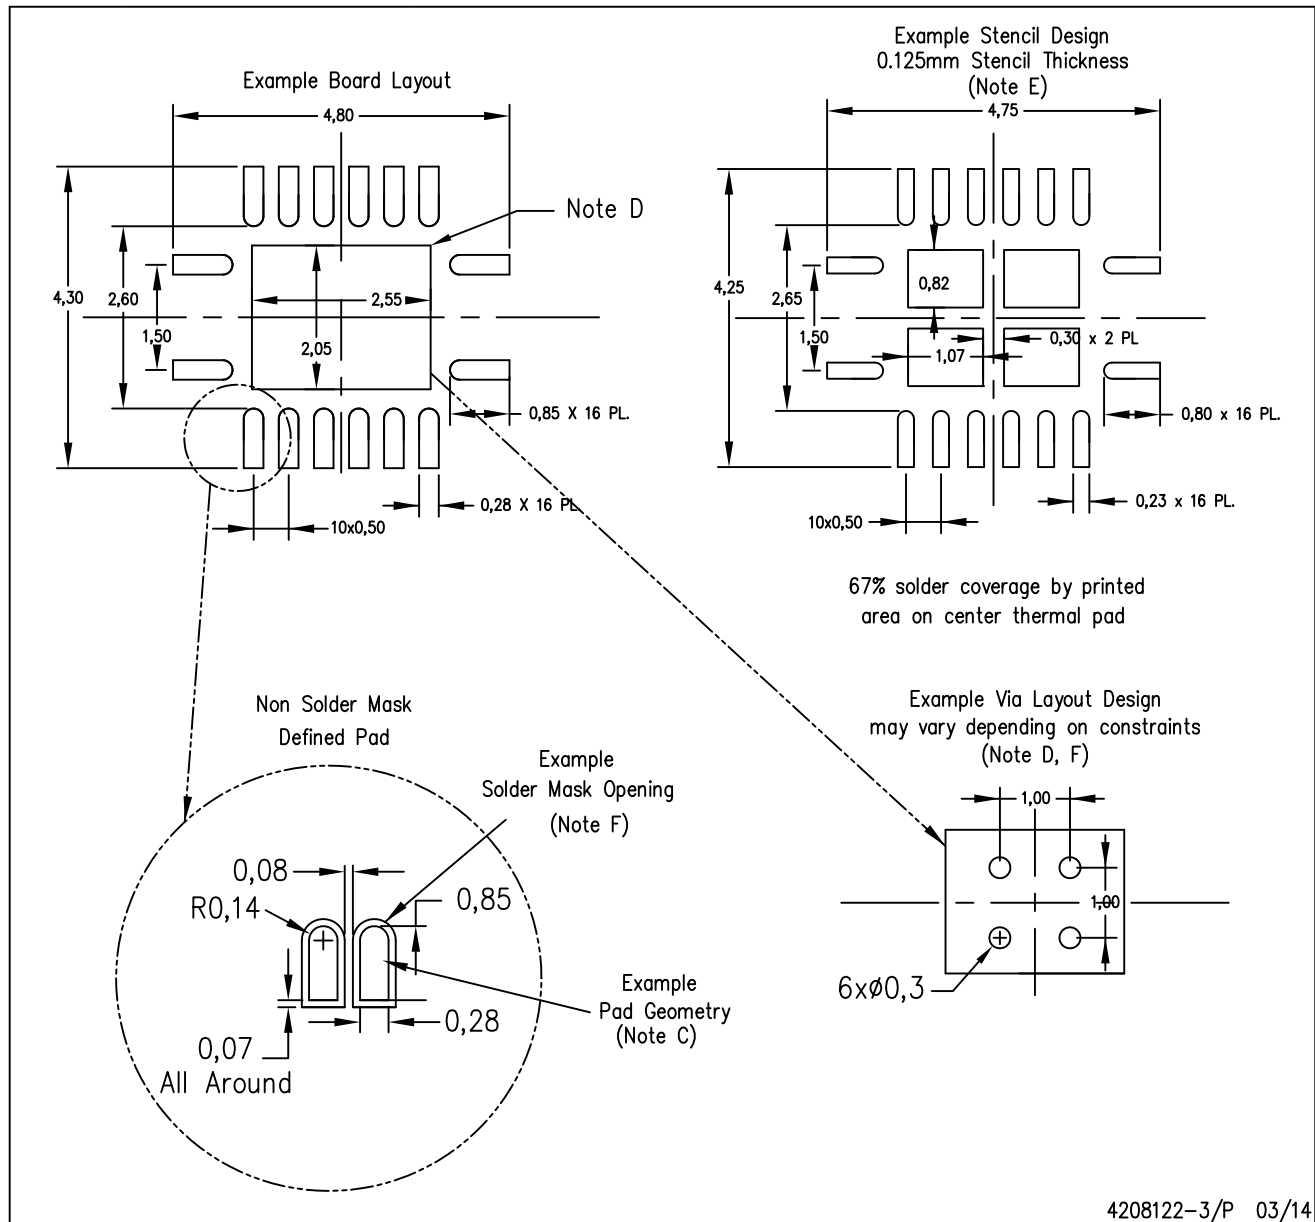 Example Board Layout
4,80
4,30
2,60
1,50
2,55
2,05
Note D
0,85 X 16 PL.
0,28 X 16 PL.
10x0,50
Example Stencil Design
0.125mm Stencil Thickness
(Note E)
4,75
4,25
2,65
1,50
0,82
0,30 x 2 PL
1,07
0,80 x 16 PL.
0,23 x 16 PL.
10x0,50
67% solder coverage by printed
area on center thermal pad
Non Solder Mask
Defined Pad
Example
Solder Mask Opening
(Note F)
0,08
R0,14
0,85
Example
Pad Geometry
(Note C)
0,28
0,07
All Around
Example Via Layout Design
may vary depending on constraints
(Note D, F)
1,00
1,00
6xø0,3
4208122-3/P 03/14